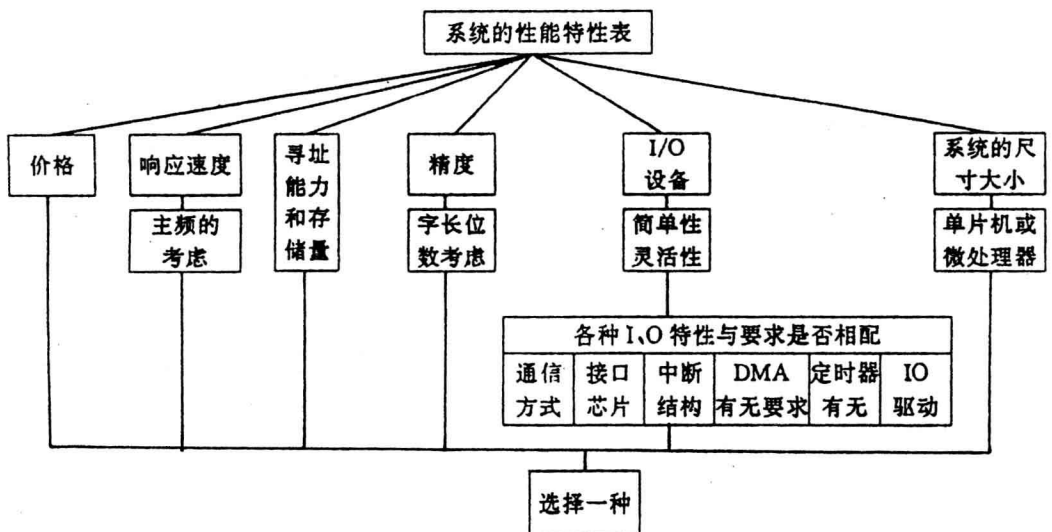 系统的性能特性表
价格
响应速度
主频的
考虑
寻址
能力
和存
储量
精度
字长位
数考虑
I/O
设备
简单性
灵活性
系统的尺
寸大小
单片机或
微处理器
各种 I、O 特性与要求是否相配
通信
方式
接口
芯片
中断
结构
DMA
有无要求
定时器
有无
IO
驱动
选择一种